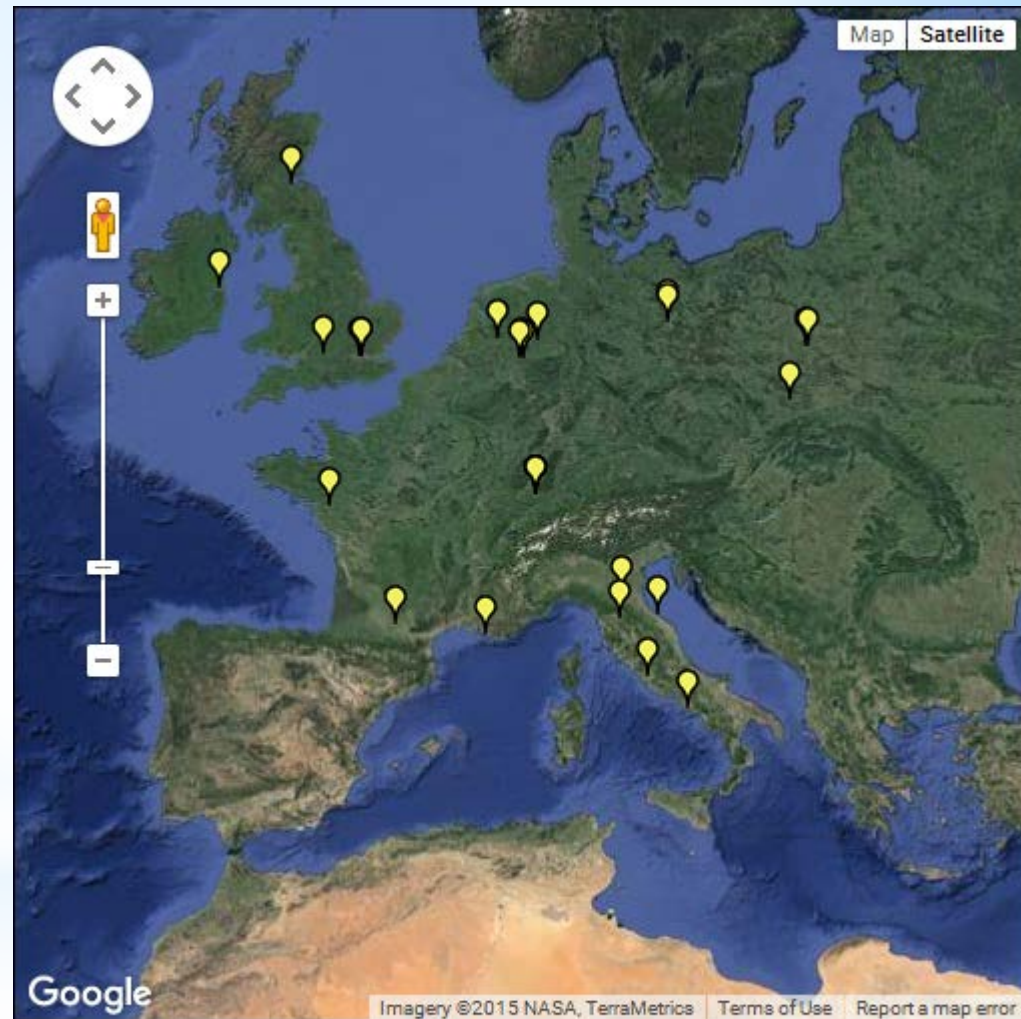 Map Satellite
+
−
Google
Imagery ©2015 NASA, TerraMetrics Terms of Use Report a map error